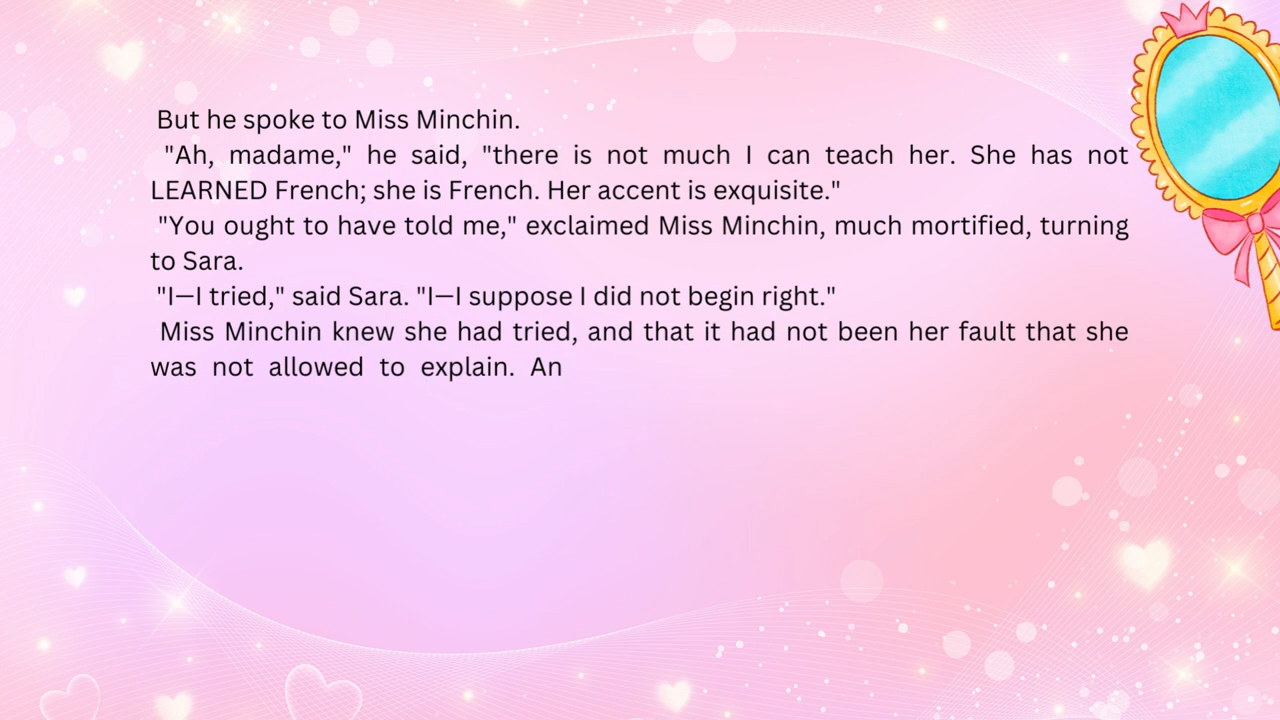 But he spoke to Miss Minchin.
"Ah, madame," he said, "there is not much I can teach her. She has not
LEARNED French; she is French. Her accent is exquisite."
"You ought to have told me," exclaimed Miss Minchin, much mortified, turning
to Sara.
"I—I tried," said Sara. "I—I suppose I did not begin right."
Miss Minchin knew she had tried, and that it had not been her fault that she
was not allowed to explain. An